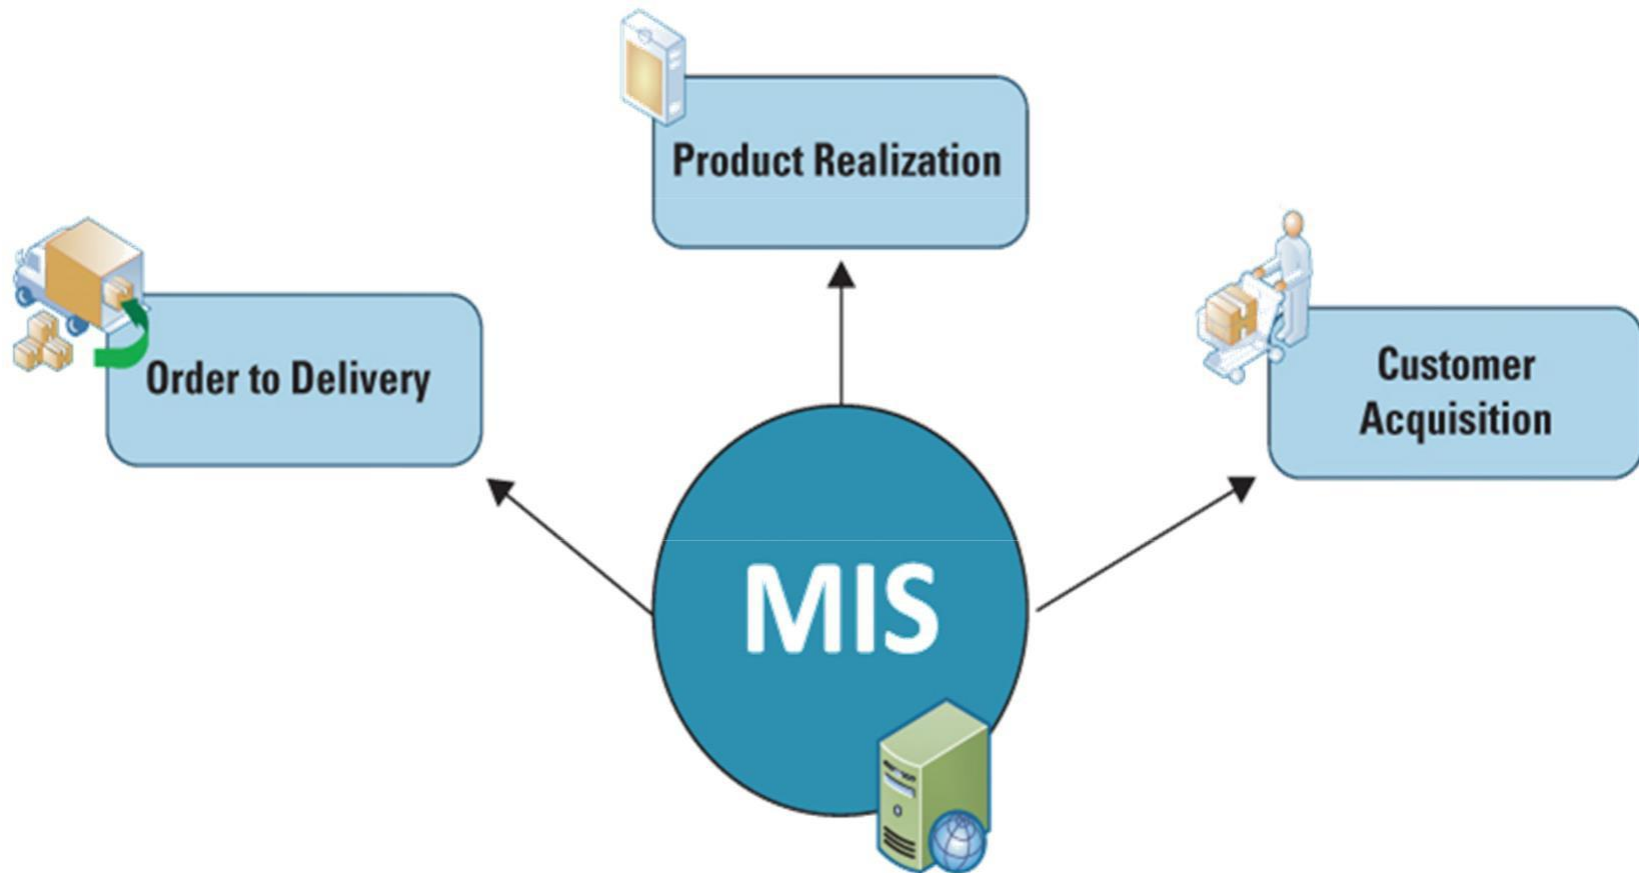 Product Realization
Order to Delivery
Customer
Acquisition
MIS